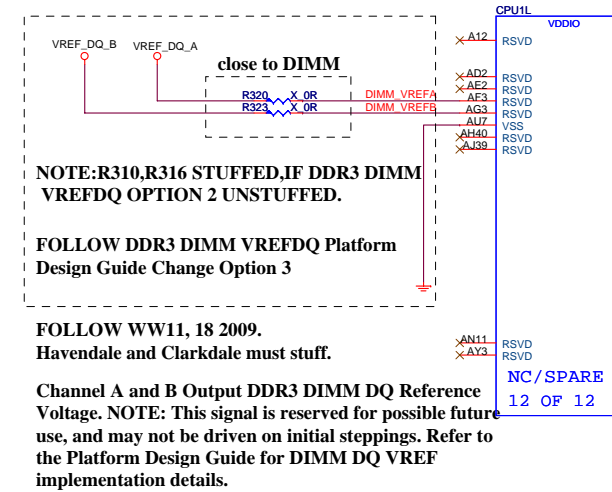 CPU1L
VDDIO
A12 RSVD
VREF_DQ_B
VREF_DQ_A
close to DIMM
AD2 RSVD
AE2 RSVD
R320 X_0R DIMM_VREFA AF3 RSVD
R323 X_0R DIMM_VREFB AG3 RSVD
AU7 VSS
AH40 RSVD
AJ39 RSVD
NOTE:R310,R316 STUFFED,IF DDR3 DIMM
VREFDQ OPTION 2 UNSTUFFED.
FOLLOW DDR3 DIMM VREFDQ Platform
Design Guide Change Option 3
FOLLOW WW11, 18 2009.
Havendale and Clarkdale must stuff.
AN11 RSVD
AY3 RSVD
NC/SPARE
12 OF 12
Channel A and B Output DDR3 DIMM DQ Reference
Voltage. NOTE: This signal is reserved for possible future
use, and may not be driven on initial steppings. Refer to
the Platform Design Guide for DIMM DQ VREF
implementation details.